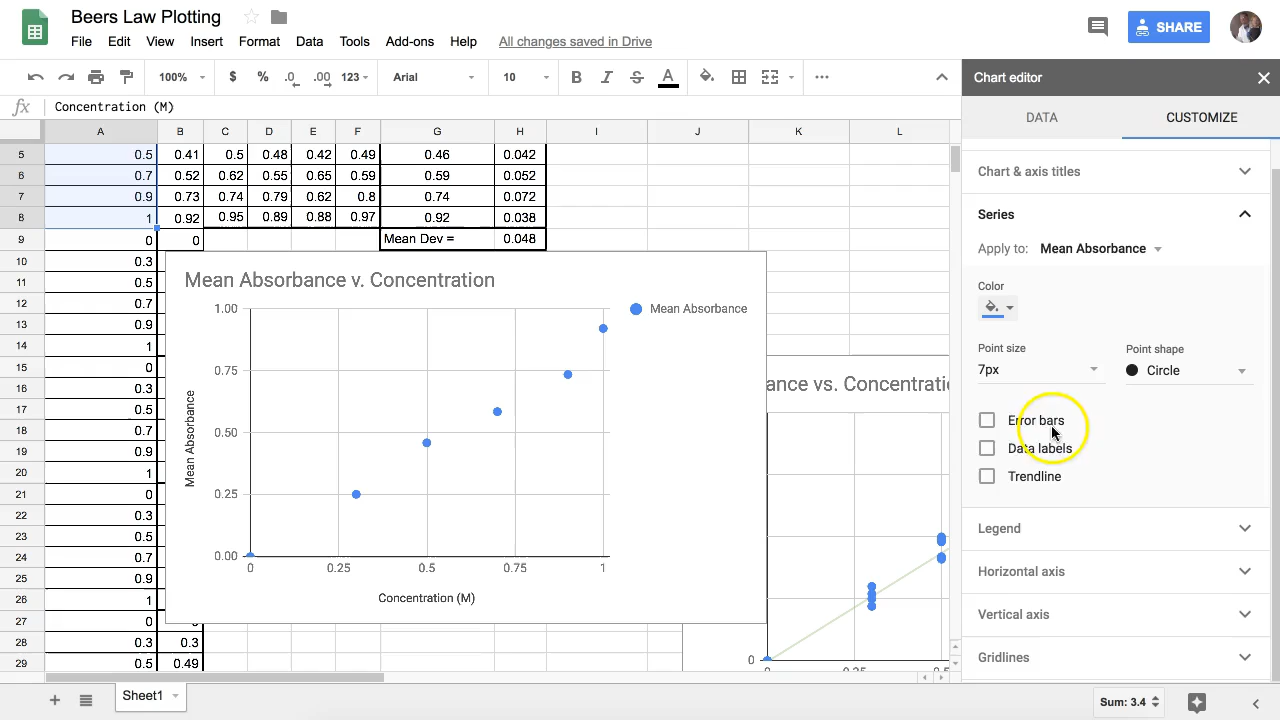 Beers Law Plotting
File Edit View Insert Format Data Tools Add-ons Help All changes saved in Drive
SHARE
100% $ % .0 .00 123 Arial 10 B I S A
fx Concentration (M)
Chart editor
DATA CUSTOMIZE
A B C D E F G H I J K L
5 0.5 0.41 0.5 0.48 0.42 0.49 0.46 0.042
6 0.7 0.52 0.62 0.55 0.65 0.59 0.59 0.052
7 0.9 0.73 0.74 0.79 0.62 0.8 0.74 0.072
8 1 0.92 0.95 0.89 0.88 0.97 0.92 0.038
9 0 0 Mean Dev = 0.048
10 0.3
11 0.5
12 0.7
13 0.9
14 1
15 0
16 0.3
17 0.5
18 0.7
19 0.9
20 1
21 0
22 0.3
23 0.5
24 0.7
25 0.9
26 1
27 0
28 0.3 0.3
29 0.5 0.49
Mean Absorbance v. Concentration
Mean Absorbance
1.00
0.75
0.50
0.25
0.00
0 0.25 0.5 0.75 1
Mean Absorbance
Concentration (M)
ance vs. Concentratio
0
Chart & axis titles
Series
Apply to: Mean Absorbance
Color
Point size
7px
Point shape
Circle
Error bars
Data labels
Trendline
Legend
Horizontal axis
Vertical axis
Gridlines
Sheet1
Sum: 3.4